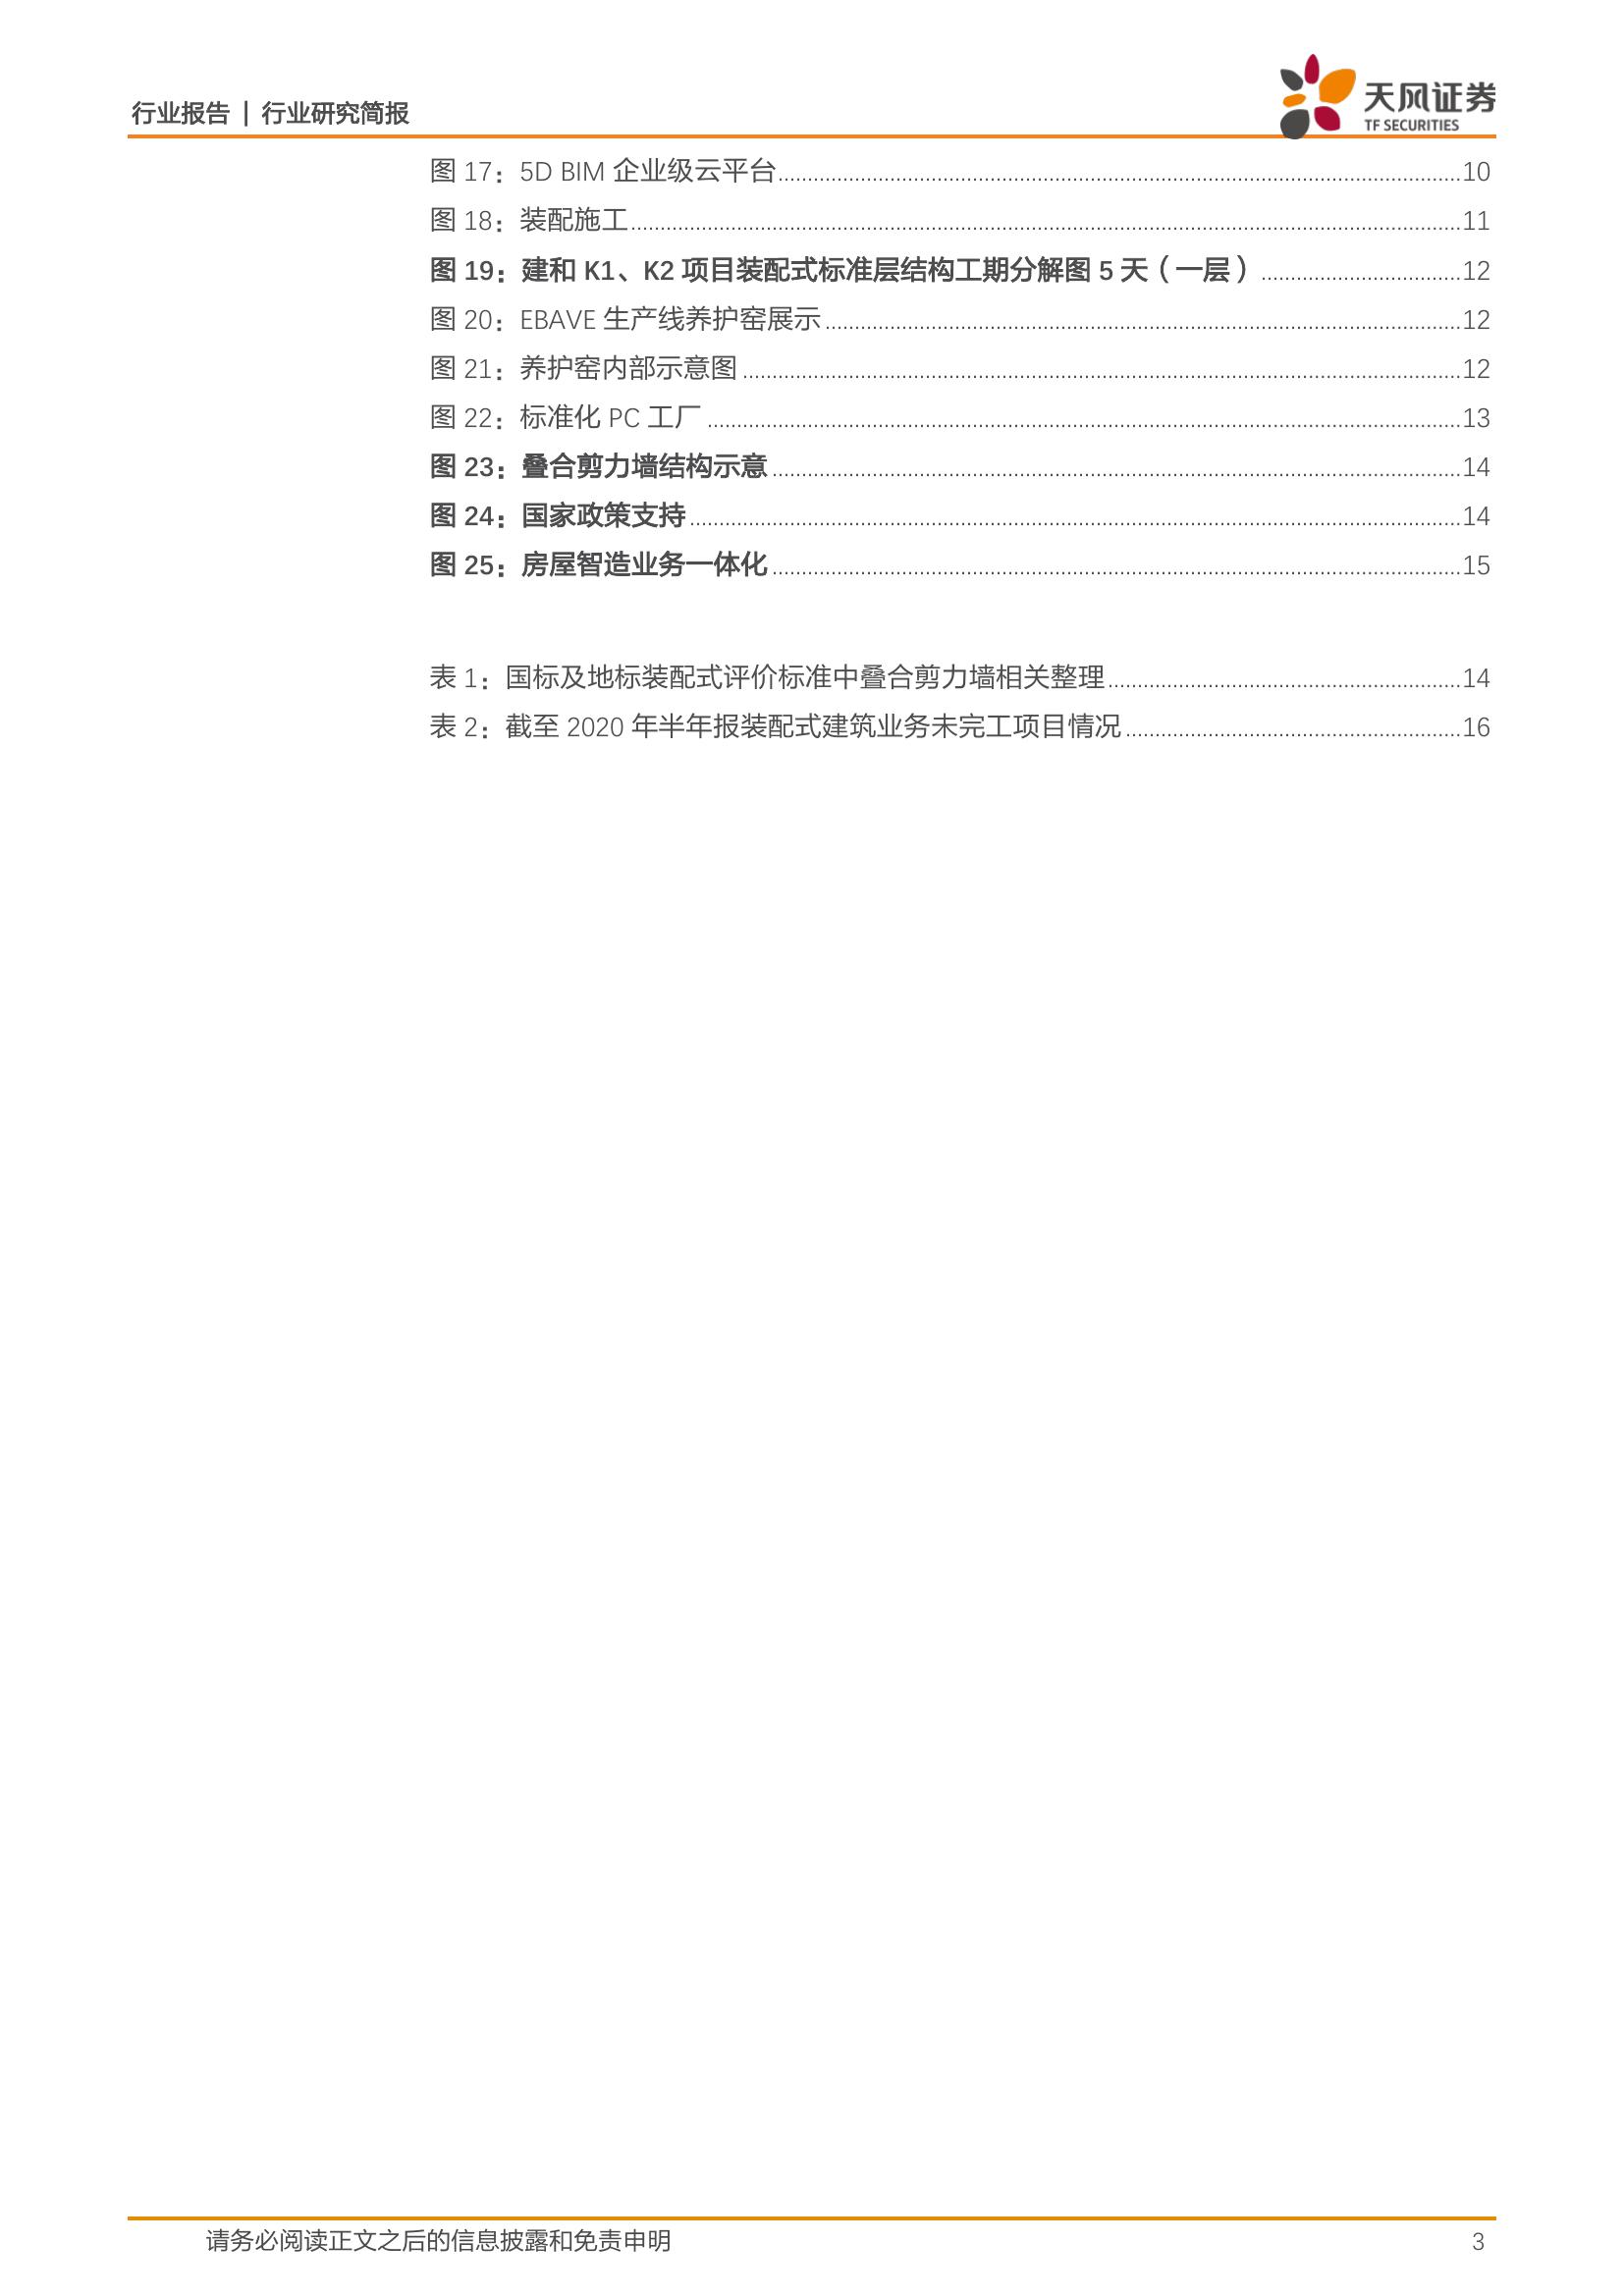 行业报告 | 行业研究简报
天风证券
TF SECURITIES
图 17：5D BIM 企业级云平台 10
图 18：装配施工 11
图 19：建和 K1、K2 项目装配式标准层结构工期分解图 5 天（一层） 12
图 20：EBAVE 生产线养护窑展示 12
图 21：养护窑内部示意图 12
图 22：标准化 PC 工厂 13
图 23：叠合剪力墙结构示意 14
图 24：国家政策支持 14
图 25：房屋智造业务一体化 15
表 1：国标及地标装配式评价标准中叠合剪力墙相关整理 14
表 2：截至 2020 年半年报装配式建筑业务未完工项目情况 16
请务必阅读正文之后的信息披露和免责申明 3